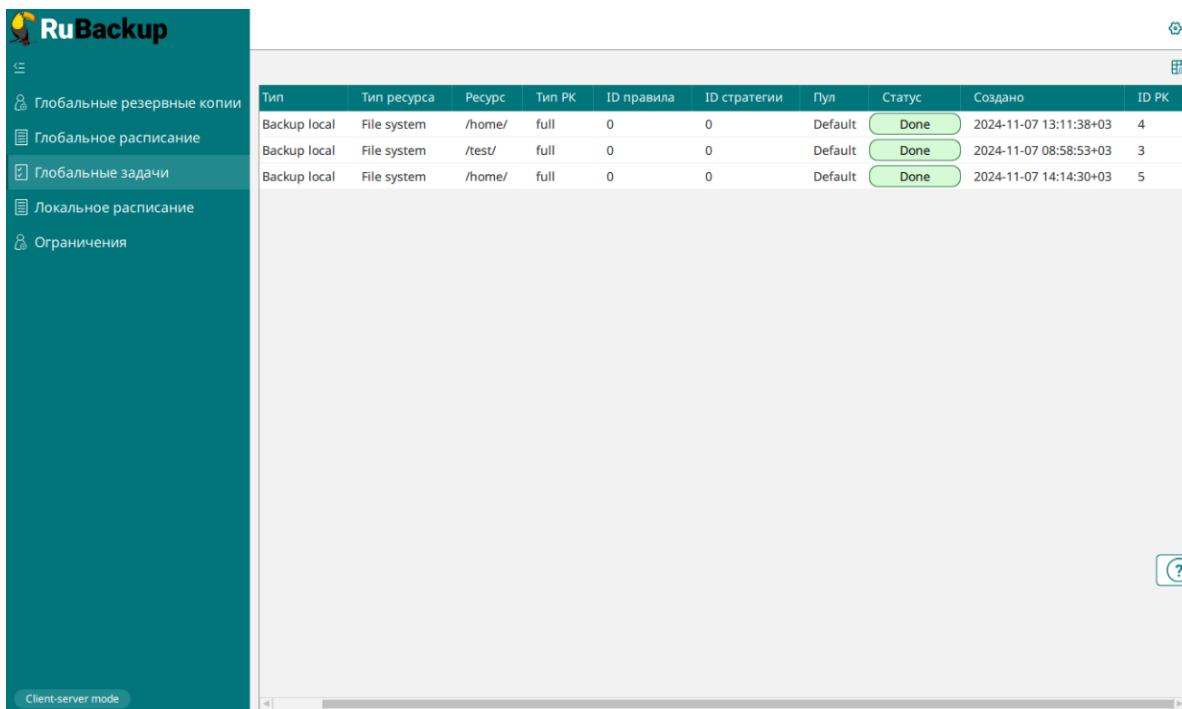 RuBackup
Глобальные резервные копии
Глобальное расписание
Глобальные задачи
Локальное расписание
Ограничения
Client-server mode
Тип Тип ресурса Ресурс Тип РК ID правила ID стратегии Пул Статус Создано ID РК
Backup local File system /home/ full 0 0 Default Done 2024-11-07 13:11:38+03 4
Backup local File system /test/ full 0 0 Default Done 2024-11-07 08:58:53+03 3
Backup local File system /home/ full 0 0 Default Done 2024-11-07 14:14:30+03 5
?